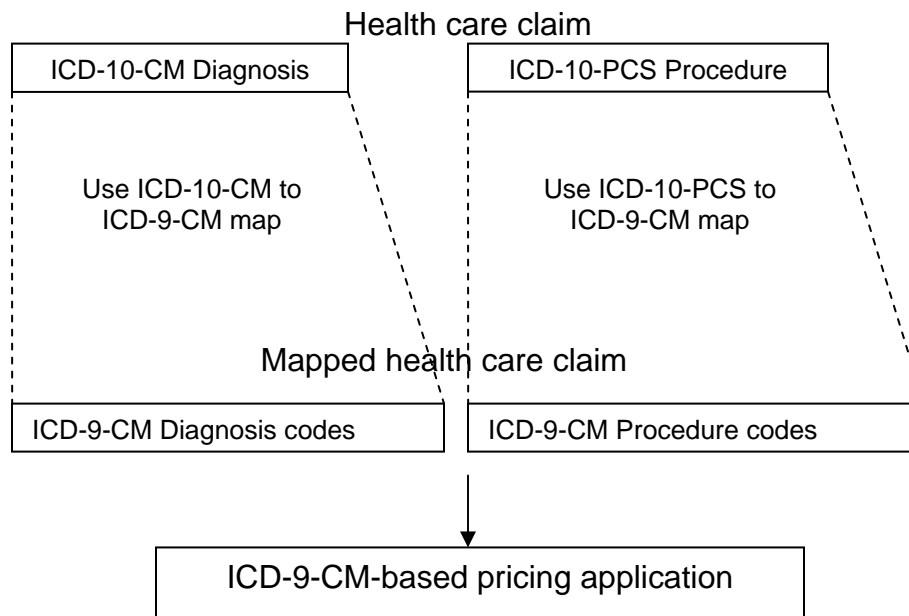 Health care claim
ICD-10-CM Diagnosis
ICD-10-PCS Procedure
Use ICD-10-CM to
ICD-9-CM map
Use ICD-10-PCS to
ICD-9-CM map
Mapped health care claim
ICD-9-CM Diagnosis codes
ICD-9-CM Procedure codes
ICD-9-CM-based pricing application